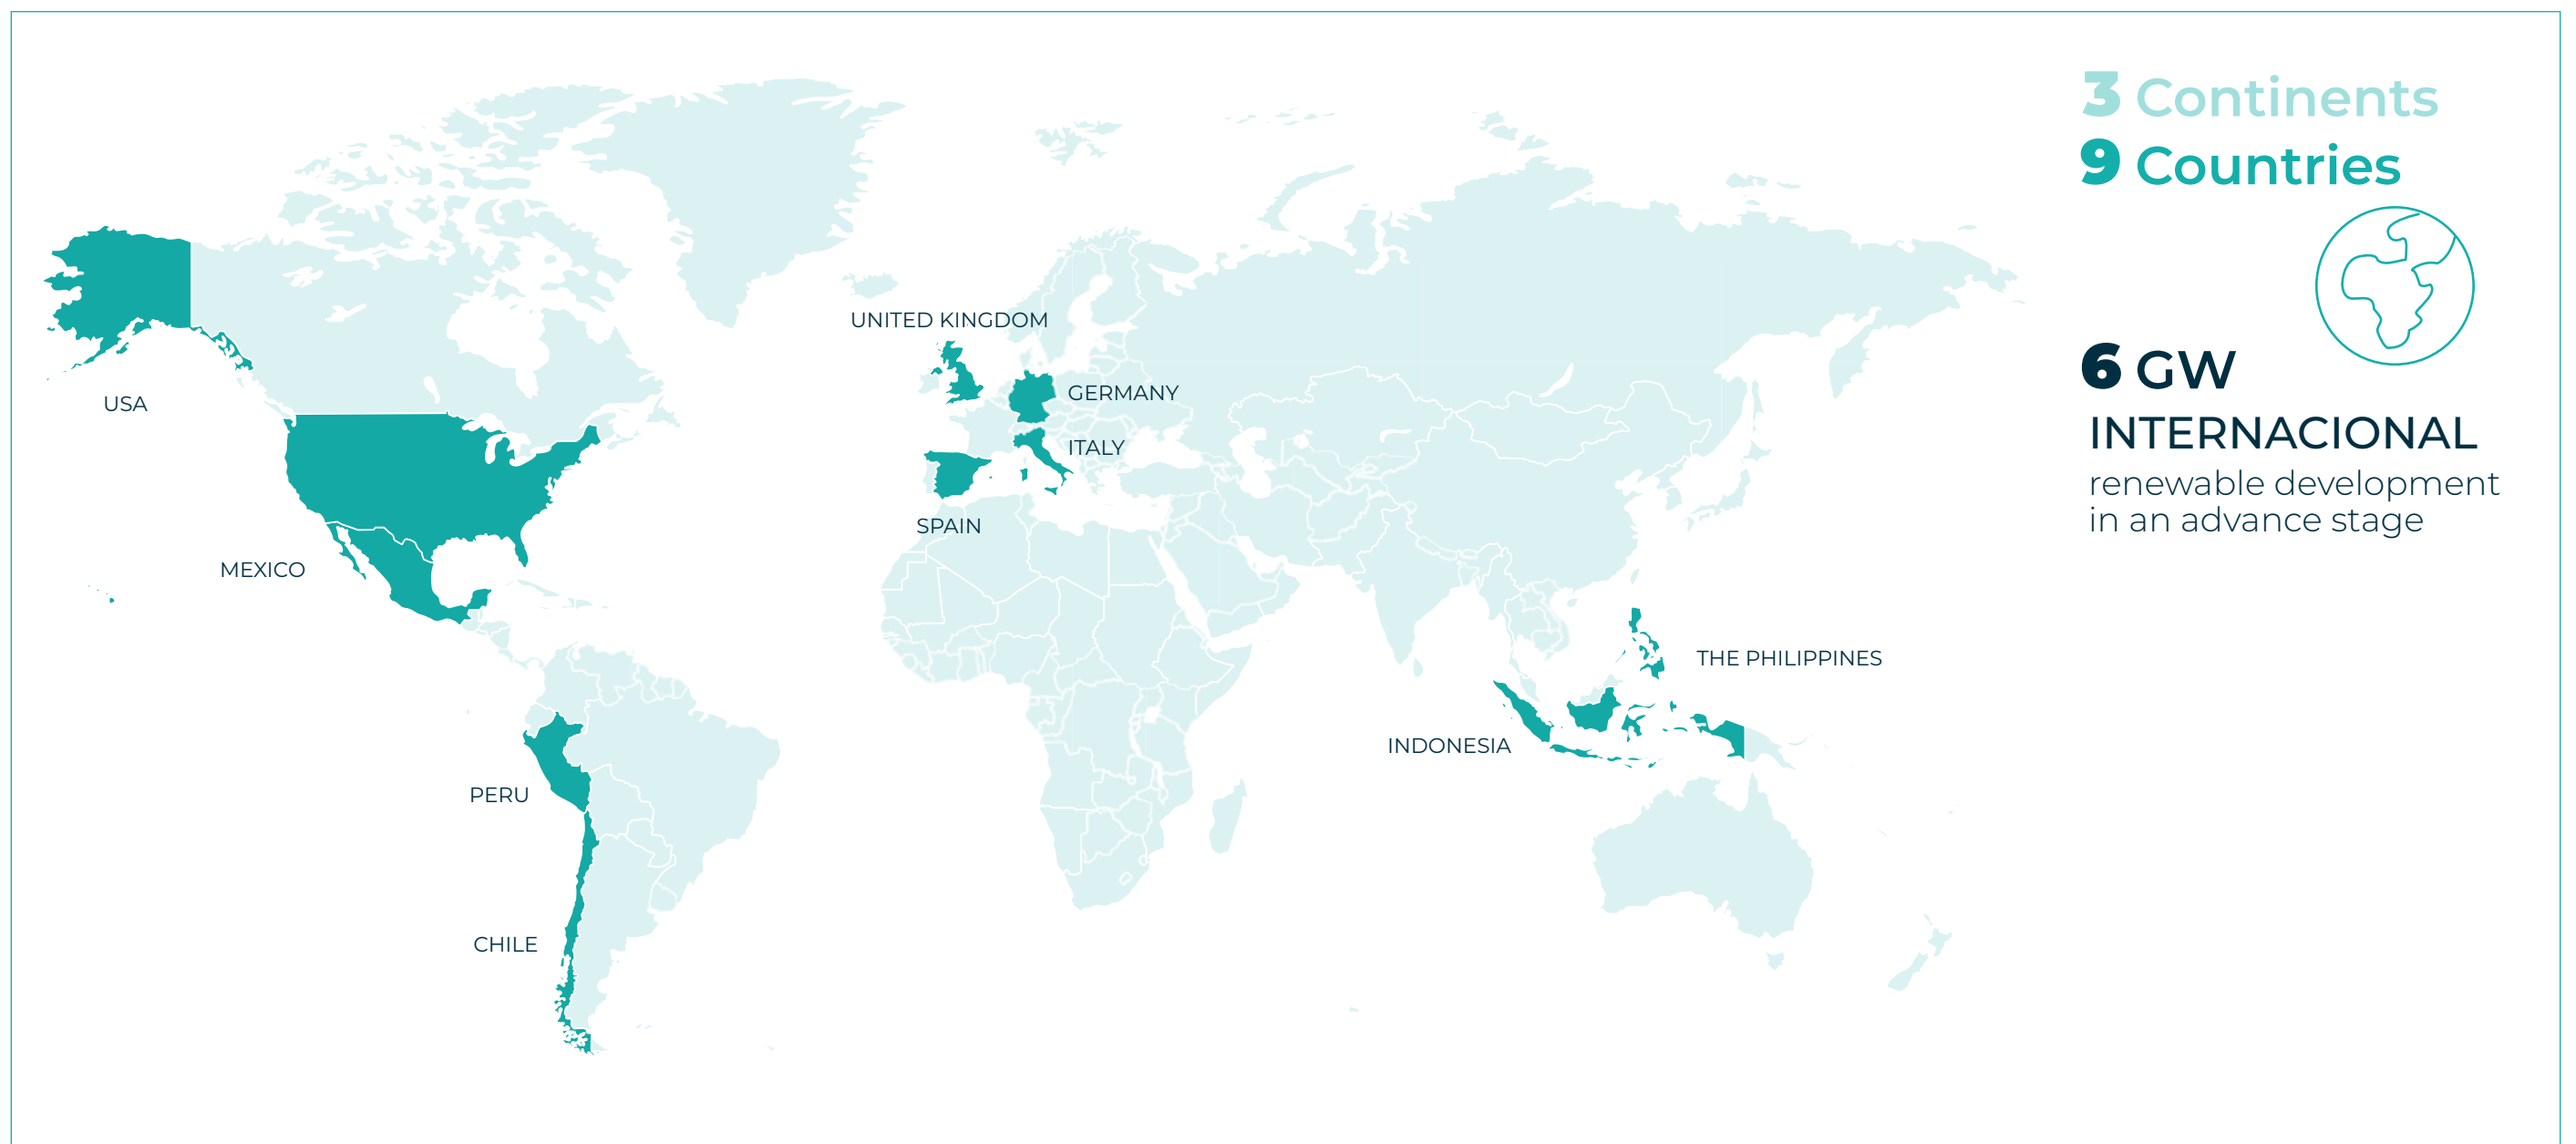 3 Continents
9 Countries
6 GW
INTERNACIONAL
renewable development
in an advance stage
UNITED KINGDOM
GERMANY
USA
ITALY
SPAIN
MEXICO
THE PHILIPPINES
INDONESIA
PERU
CHILE